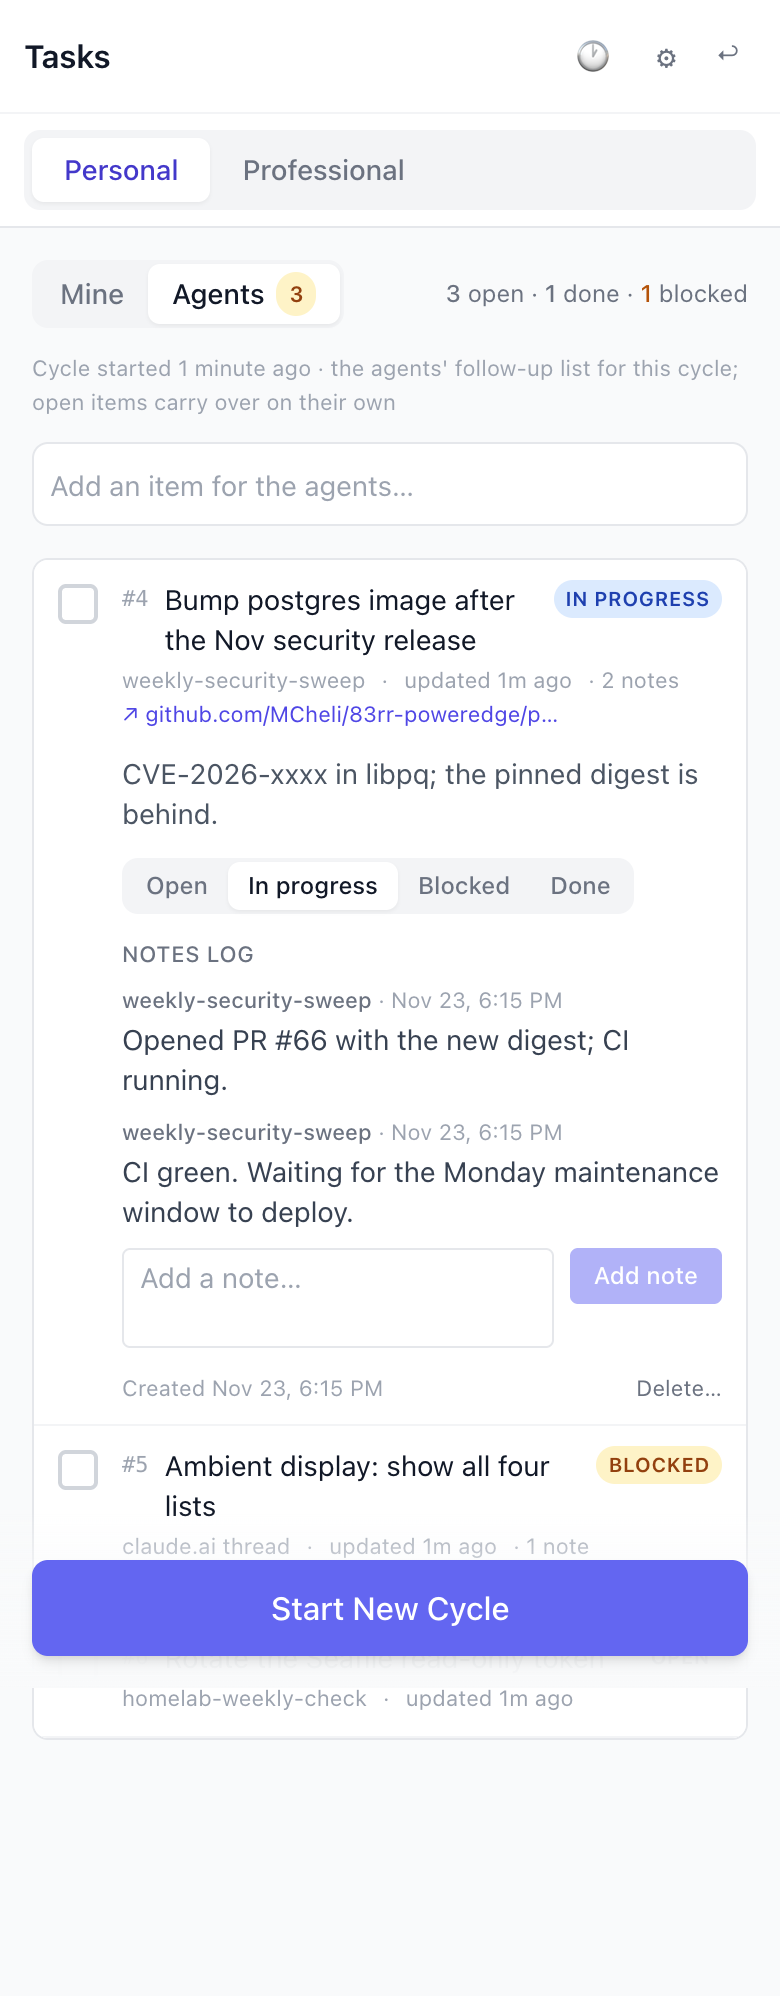 Tasks
Personal
Professional
Mine
Agents 3
3 open · 1 done · 1 blocked
Cycle started 1 minute ago · the agents' follow-up list for this cycle;
open items carry over on their own
Add an item for the agents...
#4 Bump postgres image after
the Nov security release
IN PROGRESS
weekly-security-sweep · updated 1m ago · 2 notes
↗ github.com/MCheli/83rr-poweredge/p...
CVE-2026-xxxx in libpq; the pinned digest is
behind.
Open
In progress
Blocked
Done
NOTES LOG
weekly-security-sweep · Nov 23, 6:15 PM
Opened PR #66 with the new digest; CI
running.
weekly-security-sweep · Nov 23, 6:15 PM
CI green. Waiting for the Monday maintenance
window to deploy.
Add a note...
Add note
Created Nov 23, 6:15 PM
Delete...
#5 Ambient display: show all four
lists
BLOCKED
claude.ai thread · updated 1m ago · 1 note
Start New Cycle
Rotate the Seafile read-only token
OPEN
homelab-weekly-check · updated 1m ago